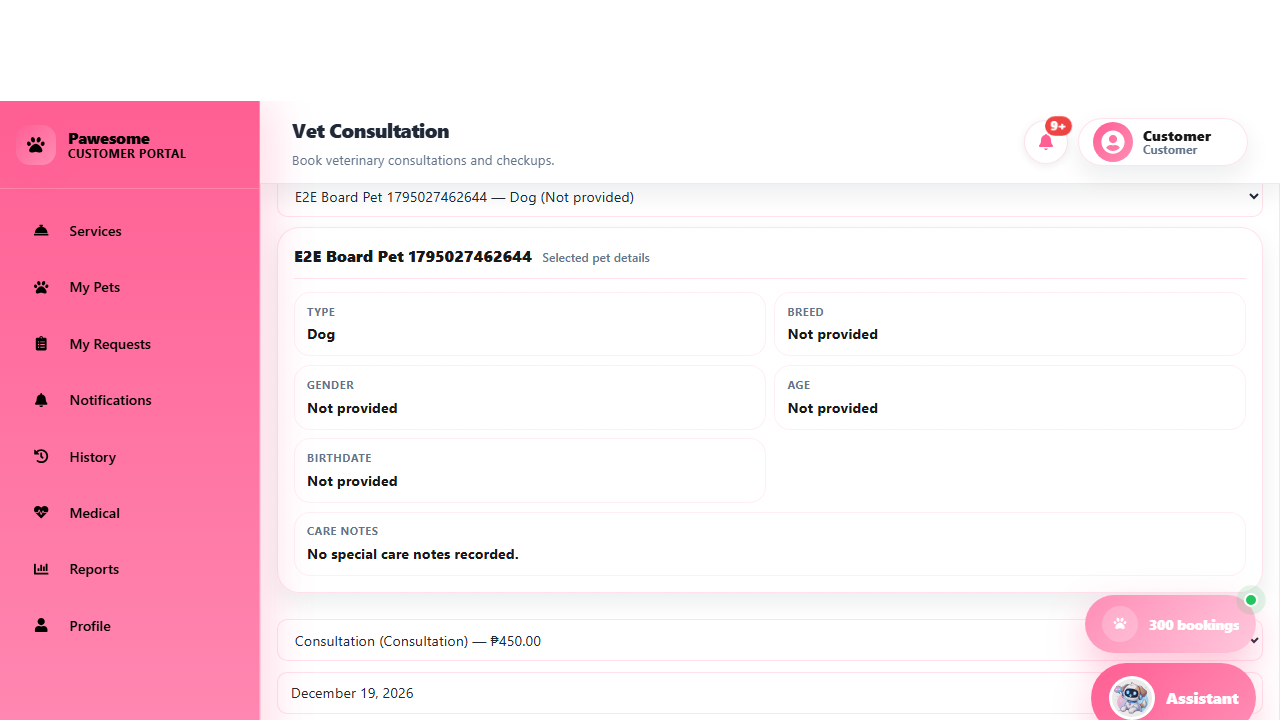 Pawesome
CUSTOMER PORTAL
Services
My Pets
My Requests
Notifications
History
Medical
Reports
Profile
Vet Consultation
Book veterinary consultations and checkups.
9+
Customer
Customer
E2E Board Pet 1795027462644 — Dog (Not provided)
E2E Board Pet 1795027462644 Selected pet details
TYPE
Dog
BREED
Not provided
GENDER
Not provided
AGE
Not provided
BIRTHDATE
Not provided
CARE NOTES
No special care notes recorded.
300 bookings
Consultation (Consultation) — ₱450.00
December 19, 2026
Assistant